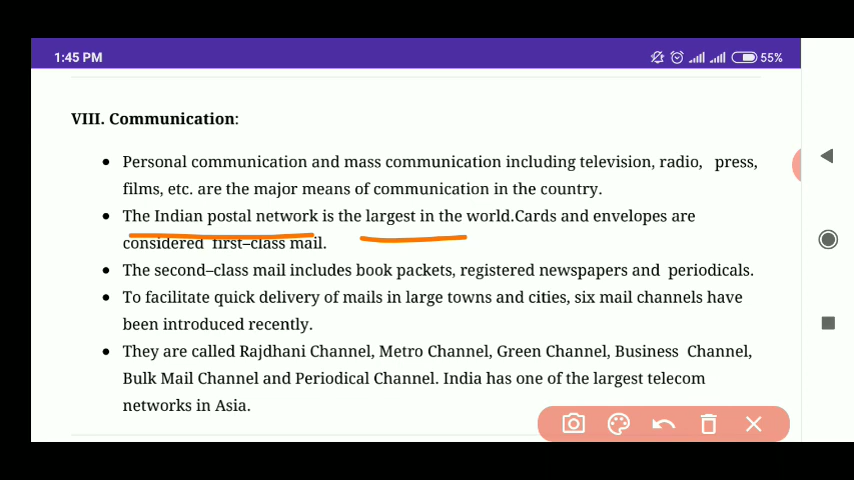 1:45 PM
55%
VIII. Communication:
• Personal communication and mass communication including television, radio, press,
films, etc. are the major means of communication in the country.
• The Indian postal network is the largest in the world.Cards and envelopes are
considered first–class mail.
• The second–class mail includes book packets, registered newspapers and periodicals.
• To facilitate quick delivery of mails in large towns and cities, six mail channels have
been introduced recently.
• They are called Rajdhani Channel, Metro Channel, Green Channel, Business Channel,
Bulk Mail Channel and Periodical Channel. India has one of the largest telecom
networks in Asia.